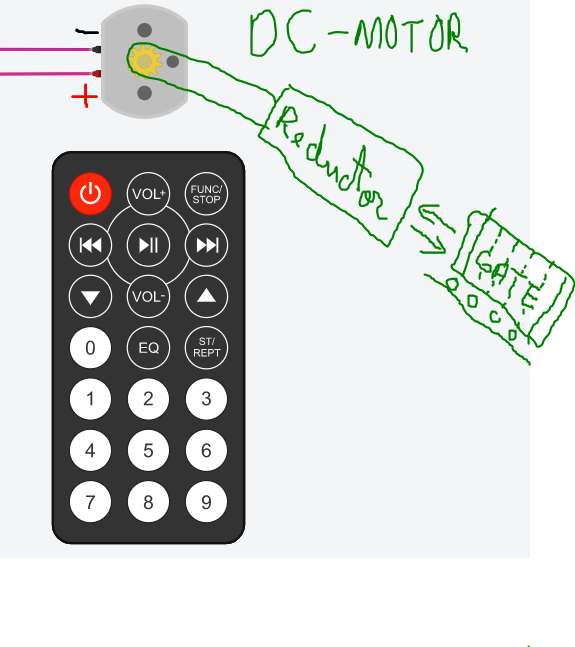 DC-MOTOR
-
+
Reductor
GATE
VOL+
FUNC/
STOP
VOL-
0
EQ
ST/
REPT
1 2 3
4 5 6
7 8 9